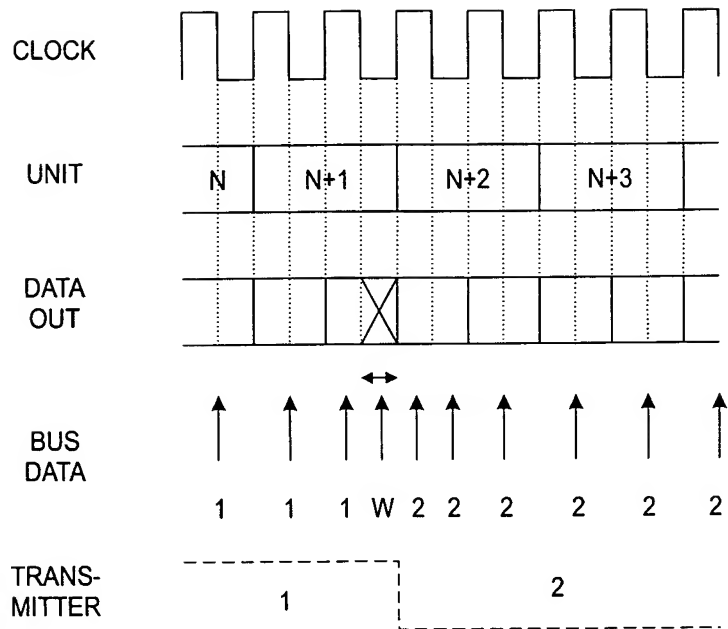 CLOCK
UNIT
N N+1 N+2 N+3
DATA
OUT
BUS
DATA
1 1 1 W 2 2 2 2 2 2
TRANS-
MITTER
1 2